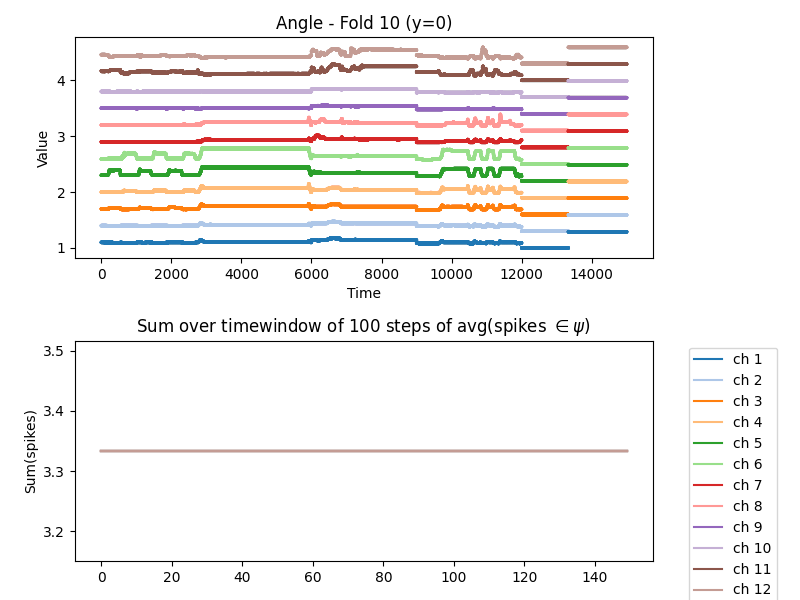 Angle - Fold 10 (y=0)
Value
4
3
2
1
0
2000
4000
6000
8000
10000
12000
14000
Time
Sum over timewindow of 100 steps of avg(spikes ∈ ψ)
Sum(spikes)
3.5
3.4
3.3
3.2
0
20
40
60
80
100
120
140
ch 1
ch 2
ch 3
ch 4
ch 5
ch 6
ch 7
ch 8
ch 9
ch 10
ch 11
ch 12